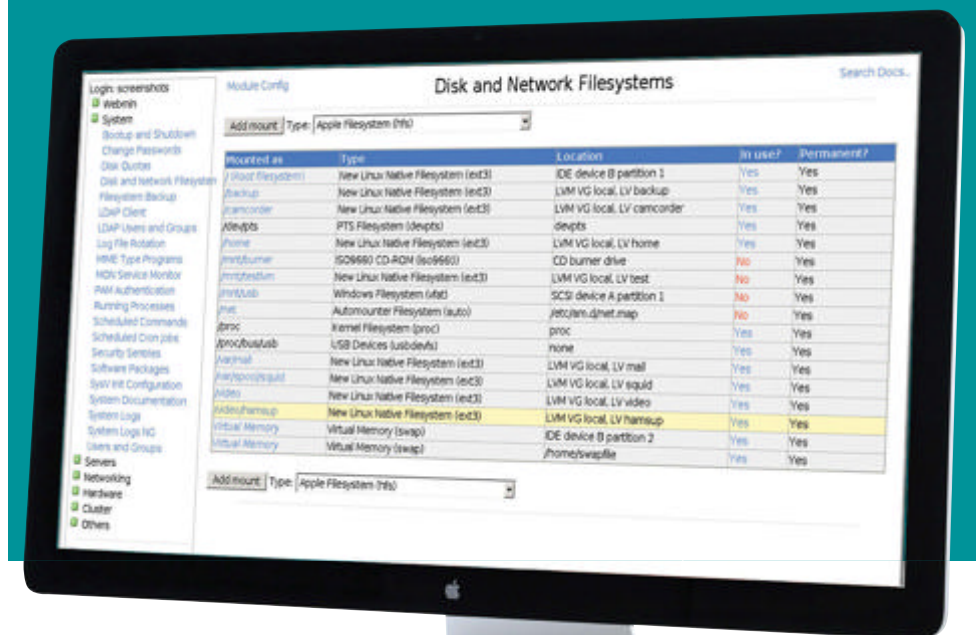 Login: screenshots
Webmin
System
Bootup and Shutdown
Change Passwords
Disk Quotas
Disk and Network Filesystem
Filesystem Backup
LDAP Client
LDAP Users and Groups
Log File Rotation
MIME Type Programs
MON Service Monitor
PAM Authentication
Running Processes
Scheduled Commands
Scheduled Cron Jobs
Security Sentries
Software Packages
SysV Init Configuration
System Documentation
System Logs
System Logs NG
Users and Groups
Servers
Networking
Hardware
Cluster
Others
Module Config
Disk and Network Filesystems
Search Docs..
Add mount Type: Apple Filesystem (hfs)
Mounted as Type Location In use? Permanent?
/ (Root filesystem) New Linux Native Filesystem (ext3) IDE device B partition 1 Yes Yes
/backup New Linux Native Filesystem (ext3) LVM VG local, LV backup Yes Yes
/camcorder New Linux Native Filesystem (ext3) LVM VG local, LV camcorder Yes Yes
/dev/pts PTS Filesystem (devpts) devpts Yes Yes
/home New Linux Native Filesystem (ext3) LVM VG local, LV home Yes Yes
/mnt/burner ISO9660 CD-ROM (iso9660) CD burner drive No Yes
/mnt/testlvm New Linux Native Filesystem (ext3) LVM VG local, LV test No Yes
/mnt/usb Windows Filesystem (vfat) SCSI device A partition 1 No Yes
/net Automounter Filesystem (auto) /etc/am.d/net.map No Yes
/proc Kernel Filesystem (proc) proc Yes Yes
/proc/bus/usb USB Devices (usbdevfs) none Yes Yes
/var/mail New Linux Native Filesystem (ext3) LVM VG local, LV mail Yes Yes
/var/spool/squid New Linux Native Filesystem (ext3) LVM VG local, LV squid Yes Yes
/video New Linux Native Filesystem (ext3) LVM VG local, LV video Yes Yes
/video/hamsup New Linux Native Filesystem (ext3) LVM VG local, LV hamsup Yes Yes
Virtual Memory Virtual Memory (swap) IDE device B partition 2 Yes Yes
Virtual Memory Virtual Memory (swap) /home/swapfile Yes Yes
Add mount Type: Apple Filesystem (hfs)